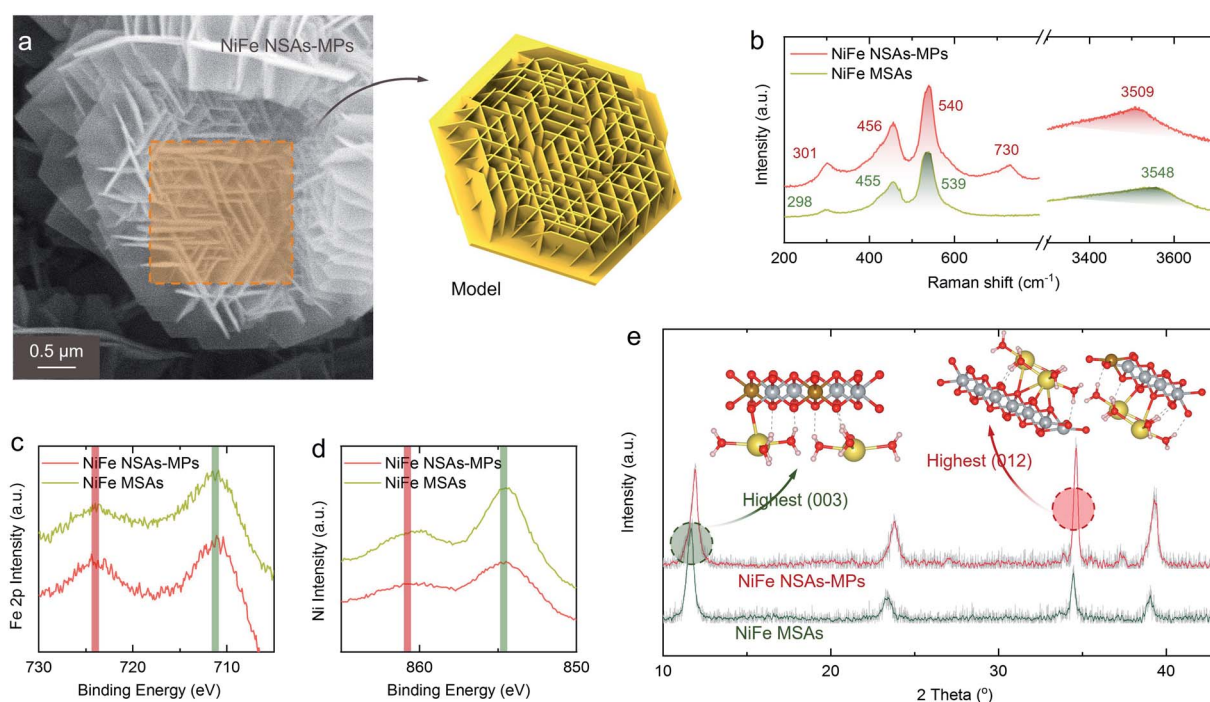 a
NiFe NSAs-MPs
Model
0.5 μm
b
NiFe NSAs-MPs
NiFe MSAs
Intensity (a.u.)
301
456
540
730
3509
298
455
539
3548
200
400
600
3400
3600
Raman shift (cm⁻¹)
c
NiFe NSAs-MPs
NiFe MSAs
Fe 2p Intensity (a.u.)
730
720
710
Binding Energy (eV)
d
NiFe NSAs-MPs
NiFe MSAs
Ni Intensity (a.u.)
860
850
Binding Energy (eV)
e
Intensity (a.u.)
Highest (003)
Highest (012)
NiFe NSAs-MPs
NiFe MSAs
10
20
30
40
2 Theta (º)